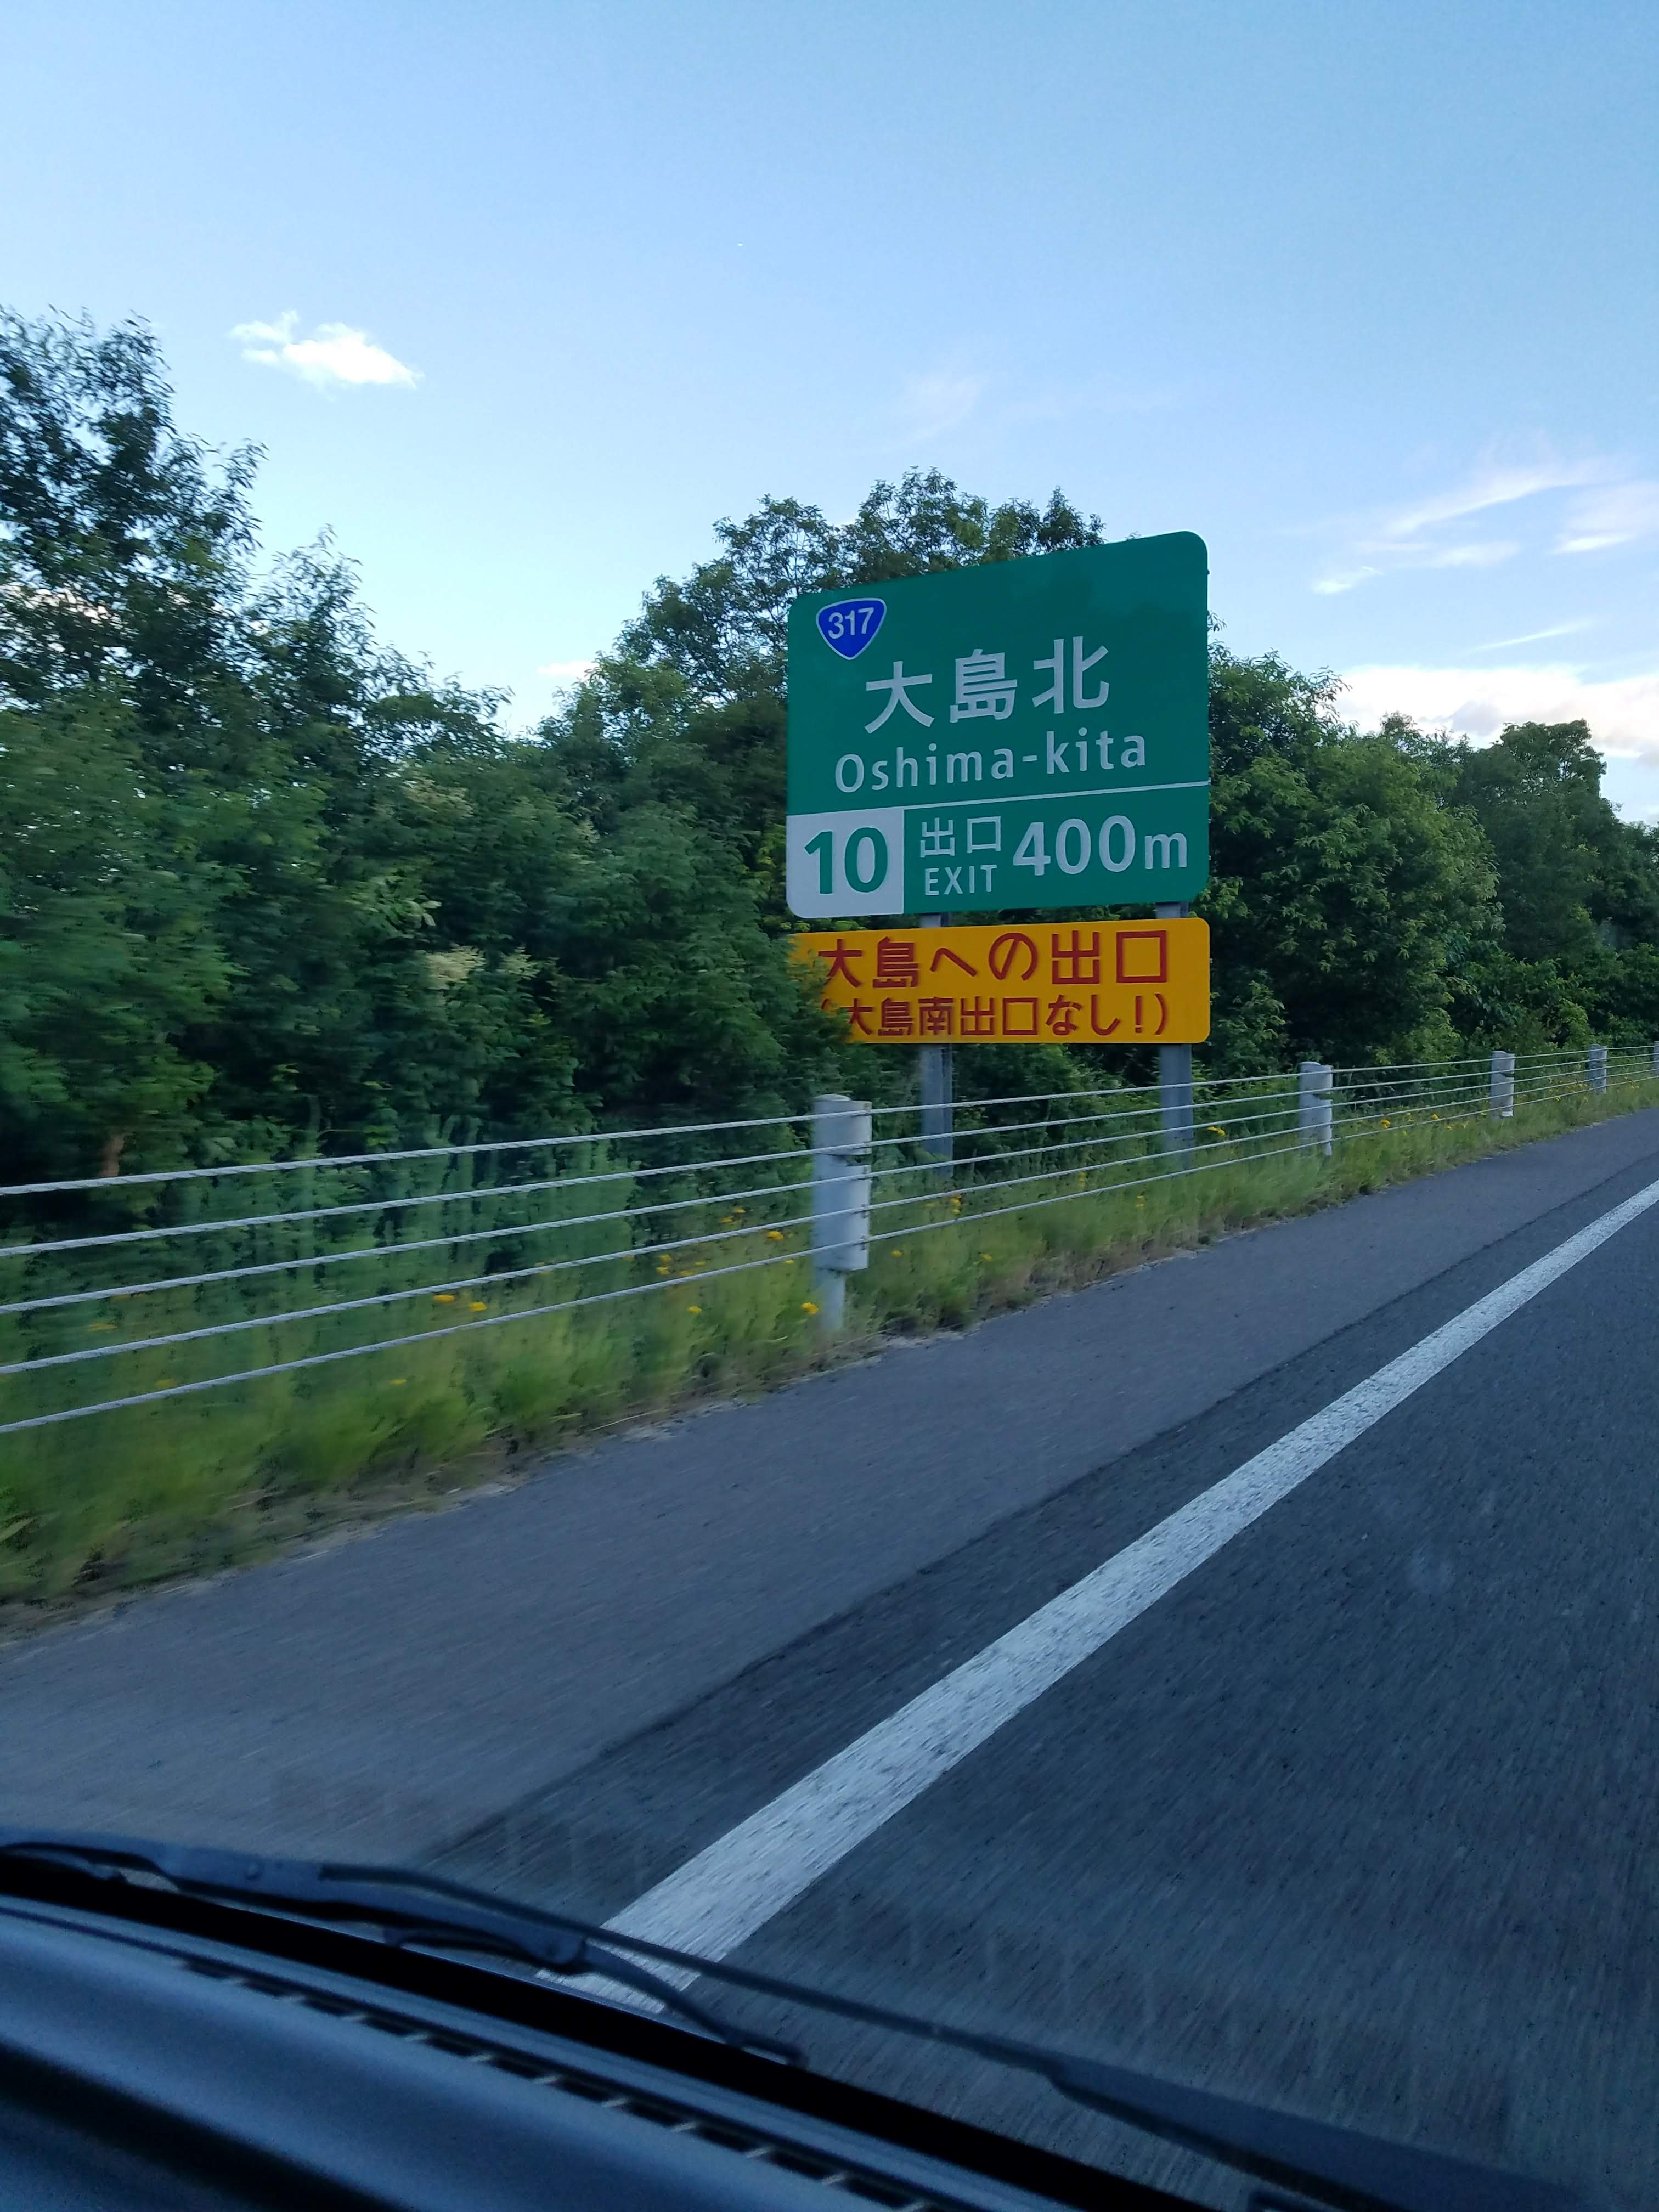 317
大島北
Oshima-kita
10 出口 400m
EXIT
大島への出口
(大島南出口なし!)